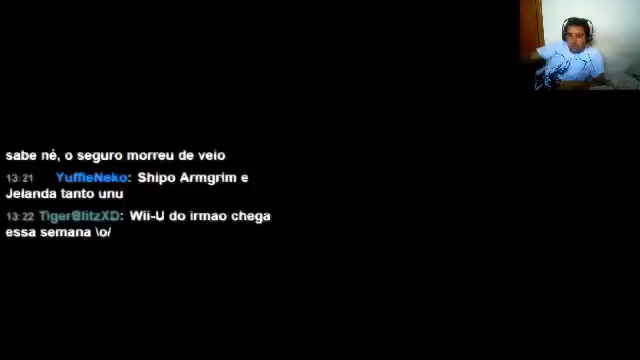 sabe né, o seguro morreu de veio
13:21 YuffieNeko: Shipo Armgrim e
Jelanda tanto unu
13:22 TigerBlitzXD: Wii-U do irmao chega
essa semana \o/